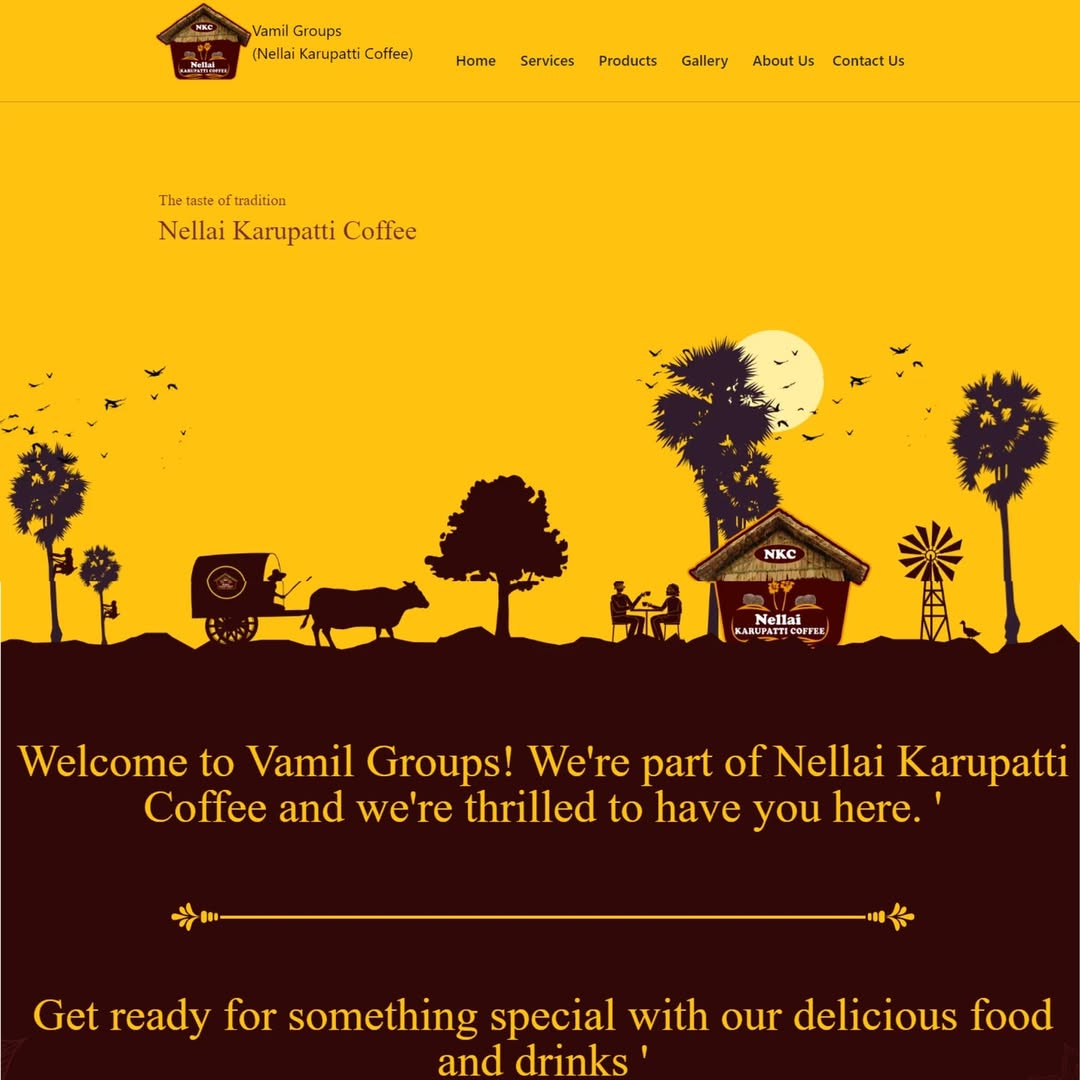 NKC
Nellai
KARUPATTI COFFEE
Vamil Groups
(Nellai Karupatti Coffee)
Home Services Products Gallery About Us Contact Us
The taste of tradition
Nellai Karupatti Coffee
NKC
Nellai
KARUPATTI COFFEE
Welcome to Vamil Groups! We're part of Nellai Karupatti
Coffee and we're thrilled to have you here. '
Get ready for something special with our delicious food
and drinks '